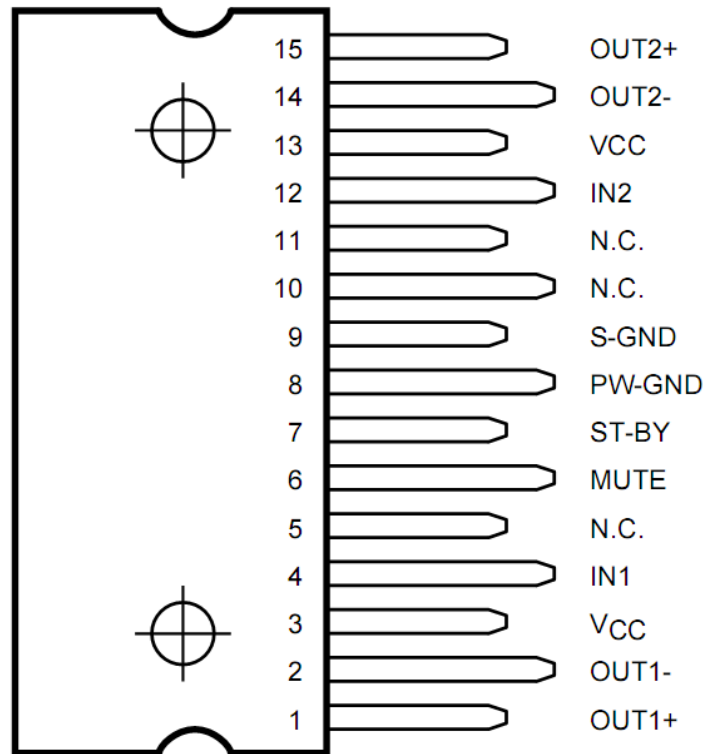 15 OUT2+
14 OUT2-
13 VCC
12 IN2
11 N.C.
10 N.C.
9 S-GND
8 PW-GND
7 ST-BY
6 MUTE
5 N.C.
4 IN1
3 VCC
2 OUT1-
1 OUT1+